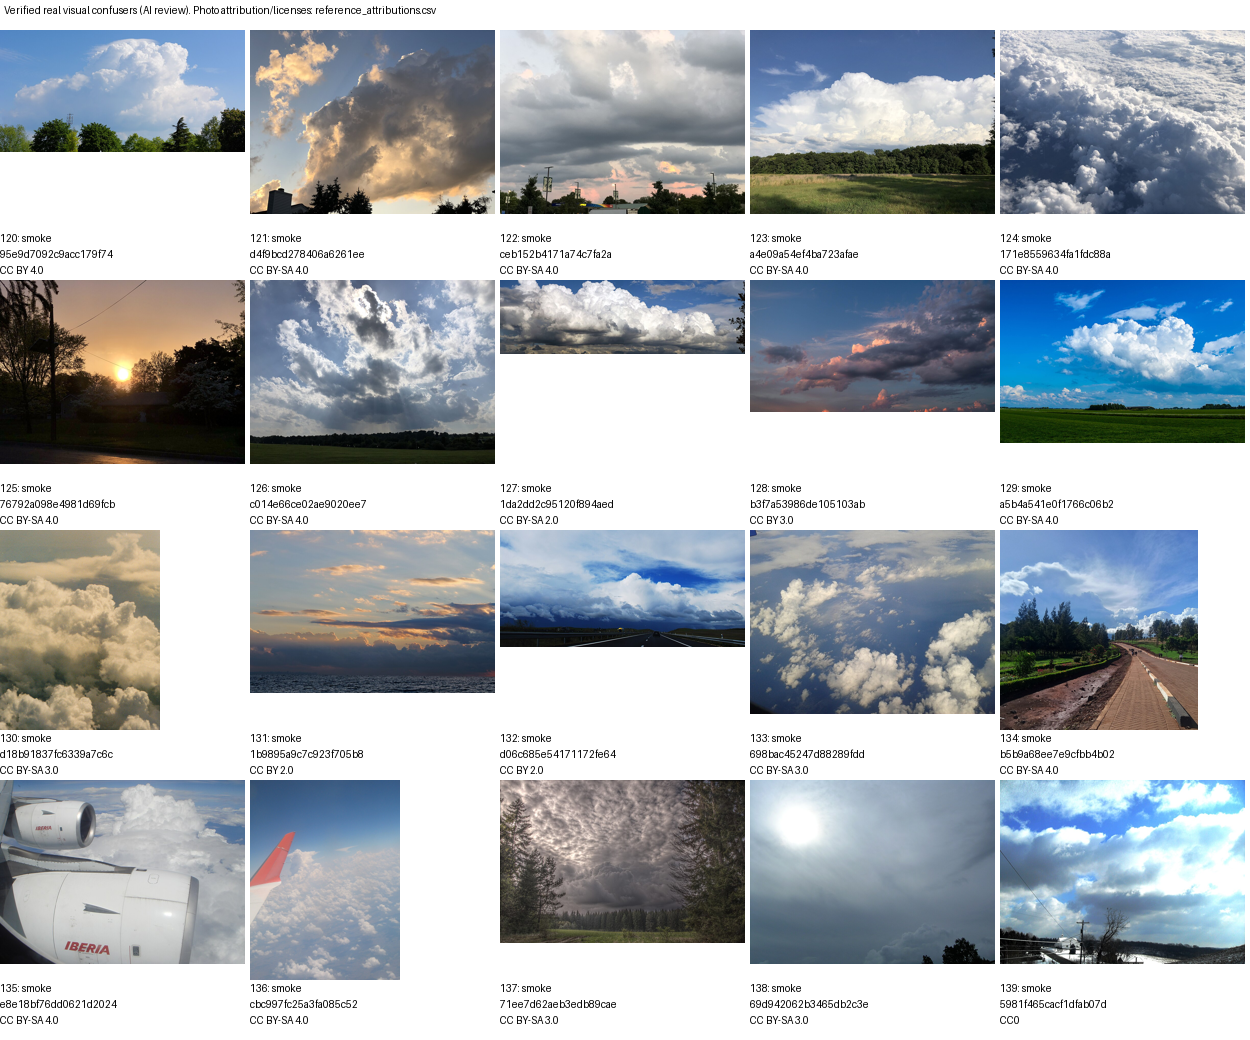 Verified real visual confusers (AI review). Photo attribution/licenses: reference_attributions.csv
120: smoke
95e9d7092c9acc179f74
CC BY 4.0
121: smoke
d4f9bcd278406a6261ee
CC BY-SA 4.0
122: smoke
ceb152b4171a74c7fa2a
CC BY-SA 4.0
123: smoke
a4e09a54ef4ba723afae
CC BY-SA 4.0
124: smoke
171e8559634fa1fdc88a
CC BY-SA 4.0
125: smoke
76792a098e4981d69fcb
CC BY-SA 4.0
126: smoke
c014e66ce02ae9020ee7
CC BY-SA 4.0
127: smoke
1da2dd2c95120f894aed
CC BY-SA 2.0
128: smoke
b3f7a53986de105103ab
CC BY 3.0
129: smoke
a5b4a541e0f1766c06b2
CC BY-SA 4.0
130: smoke
d18b91837fc6339a7c6c
CC BY-SA 3.0
131: smoke
1b9895a9c7c923f705b8
CC BY 2.0
132: smoke
d06c685e54171172fe64
CC BY 2.0
133: smoke
698bac45247d88289fdd
CC BY-SA 3.0
134: smoke
b5b9a68ee7e9cfbb4b02
CC BY-SA 4.0
IBERIA
IBERIA
135: smoke
e8e18bf76dd0621d2024
CC BY-SA 4.0
136: smoke
cbc997fc25a3fa085c52
CC BY-SA 4.0
137: smoke
71ee7d62aeb3edb89cae
CC BY-SA 3.0
138: smoke
69d942062b3465db2c3e
CC BY-SA 3.0
139: smoke
5981f465cacf1dfab07d
CC0